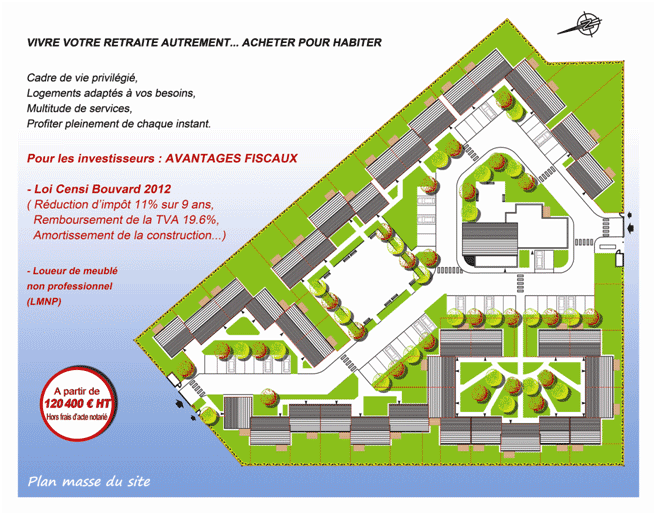 VIVRE VOTRE RETRAITE AUTREMENT... ACHETER POUR HABITER
Cadre de vie privilégié,
Logements adaptés à vos besoins,
Multitude de services,
Profiter pleinement de chaque instant.
Pour les investisseurs : AVANTAGES FISCAUX
- Loi Censi Bouvard 2012
( Réduction d'impôt 11% sur 9 ans,
Remboursement de la TVA 19.6%,
Amortissement de la construction...)
- Loueur de meublé
non professionnel
(LMNP)
A partir de
120 400 € HT
Hors frais d'acte notarié
Plan masse du site